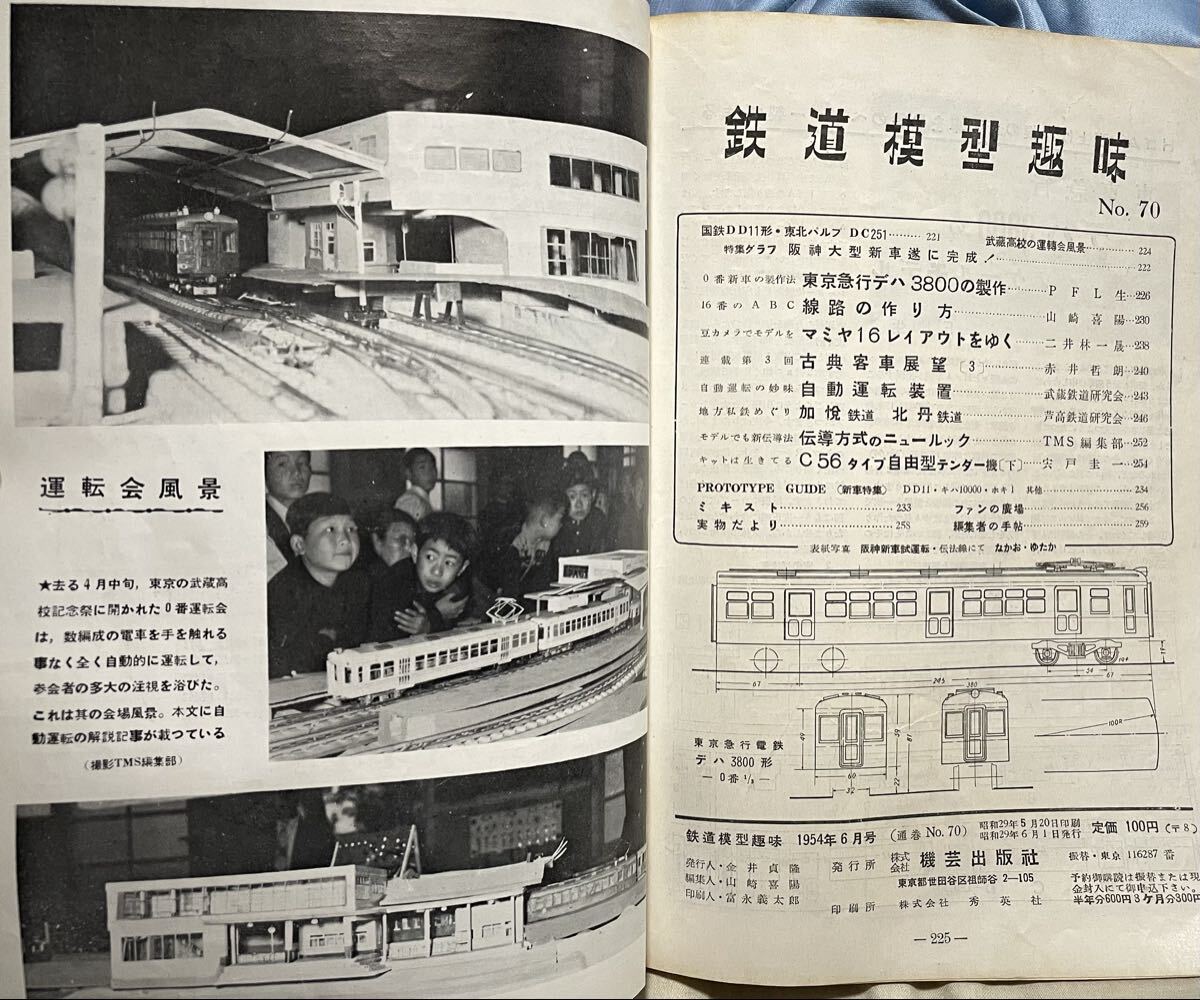 運転会風景
★去る4月中旬，東京の武蔵高
校記念祭に開かれた0番運転会
は，数編成の電車を手を触れる
事なく全く自動的に運転して，
参会者の多大の注視を浴びた。
これは其の会場風景。本文に自
動運転の解説記事が載つている
（撮影TMS編集部）
鉄道模型趣味
No. 70
国鉄DD11形・東北パルプ DC251……… 221
武蔵高校の運轉会風景………… 224
特集グラフ 阪神大型新車遂に完成！………………… 222
0番新車の製作法 東京急行デハ3800の製作………PFL生…226
16番のABC 線路の作り方………………山崎喜陽…230
豆カメラでモデルを マミヤ16レイアウトをゆく………二井林一晟…238
連載第3回 古典客車展望〔3〕…………赤井哲朗…240
自動運転の妙味 自動運転装置……………武蔵鉄道研究会…243
地方私鉄めぐり 加悅鉄道 北丹鉄道…………芦高鉄道研究会…246
モデルでも新伝導法 伝導方式のニュールック…………TMS編集部…252
キットは生きてる C56タイプ自由型テンダー機〔下〕…宍戸圭一…254
PROTOTYPE GUIDE（新車特集） DD11・キハ10000・ホキ1 其他………………… 234
ミキスト………………… 233
ファンの廣場………………… 256
実物だより………………… 258
編集者の手帖………………… 259
表紙写真 阪神新車試運転・伝法線にて なかお・ゆたか
67
245
34
67
380
100R
49
59
87
60
32
22
東京急行電鉄
デハ3800形
— 0番 1/3 —
鉄道模型趣味 1954年6月号（通巻 No. 70）昭和29年5月20日印刷
昭和29年6月1日発行 定価 100円（〒8）
発行人・金井貞隆
編集人・山崎喜陽
印刷人・富永義太郎
発行所 株式会社 機芸出版社
東京都世田谷区祖師谷 2—105
印刷所 株式会社 秀英社
振替・東京 116287 番
予約御購読は振替または現
金封入にて御申込下さい。
半年分600円3ケ月分300円
— 225 —